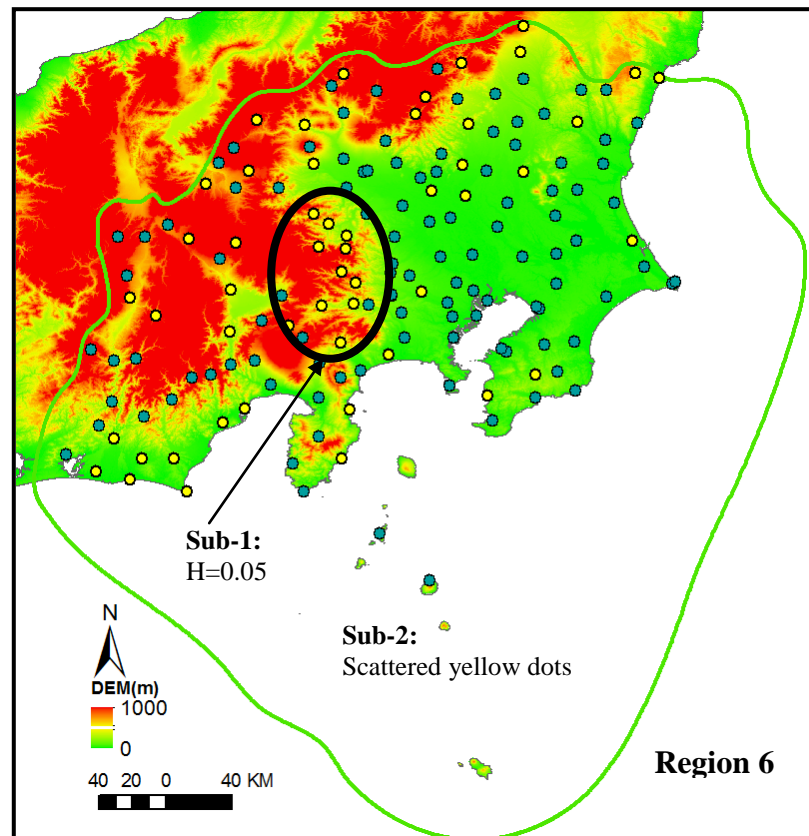 Sub-1:
H=0.05
Sub-2:
Scattered yellow dots
N
DEM(m)
1000
0
40 20 0 40 KM
Region 6